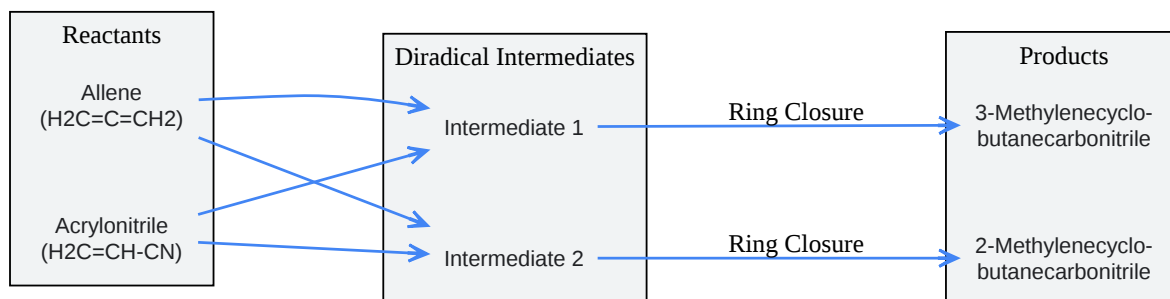 Reactants
Allene
(H2C=C=CH2)
Acrylonitrile
(H2C=CH-CN)
Diradical Intermediates
Intermediate 1
Intermediate 2
Ring Closure
Ring Closure
Products
3-Methylenecyclo-
butanecarbonitrile
2-Methylenecyclo-
butanecarbonitrile